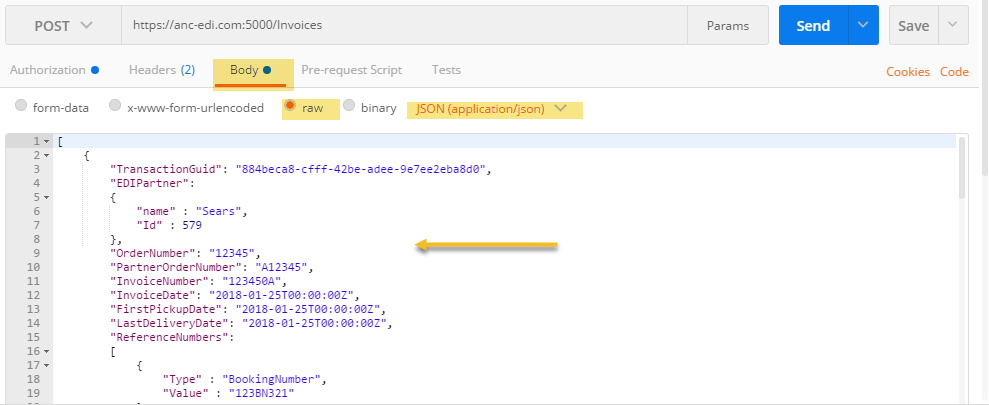 POST https://anc-edi.com:5000/Invoices Params Send Save
Authorization Headers (2) Body Pre-request Script Tests Cookies Code
form-data x-www-form-urlencoded raw binary JSON (application/json)
1 [
2 {
3 "TransactionGuid": "884beca8-cfff-42be-adee-9e7ee2eba8d0",
4 "EDIPartner":
5 {
6 "name" : "Sears",
7 "Id" : 579
8 },
9 "OrderNumber": "12345",
10 "PartnerOrderNumber": "A12345",
11 "InvoiceNumber": "123450A",
12 "InvoiceDate": "2018-01-25T00:00:00Z",
13 "FirstPickupDate": "2018-01-25T00:00:00Z",
14 "LastDeliveryDate": "2018-01-25T00:00:00Z",
15 "ReferenceNumbers":
16 [
17 {
18 "Type" : "BookingNumber",
19 "Value" : "123BN321"